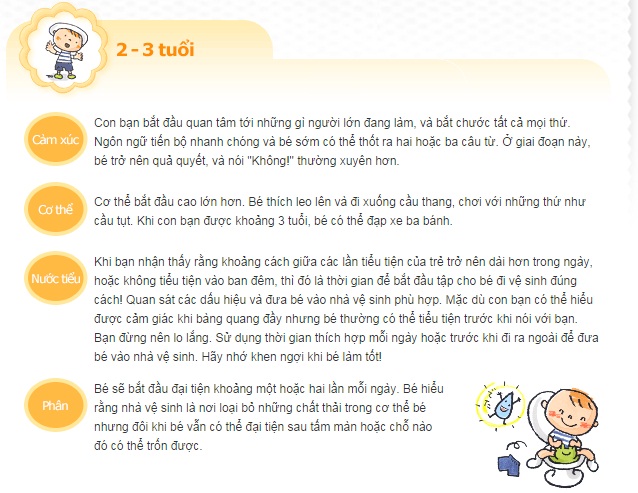 2 - 3 tuổi
Cảm xúc
Con bạn bắt đầu quan tâm tới những gì người lớn đang làm, và bắt chước tất cả mọi thứ.
Ngôn ngữ tiến bộ nhanh chóng và bé sớm có thể thốt ra hai hoặc ba câu từ. Ở giai đoạn này,
bé trở nên quả quyết, và nói "Không!" thường xuyên hơn.
Cơ thể
Cơ thể bắt đầu cao lớn hơn. Bé thích leo lên và đi xuống cầu thang, chơi với những thứ như
cầu tụt. Khi con bạn được khoảng 3 tuổi, bé có thể đạp xe ba bánh.
Nước tiểu
Khi bạn nhận thấy rằng khoảng cách giữa các lần tiểu tiện của trẻ trở nên dài hơn trong ngày,
hoặc không tiểu tiện vào ban đêm, thì đó là thời gian để bắt đầu tập cho bé đi vệ sinh đúng
cách! Quan sát các dấu hiệu và đưa bé vào nhà vệ sinh phù hợp. Mặc dù con bạn có thể hiểu
được cảm giác khi bàng quang đầy nhưng bé thường có thể tiểu tiện trước khi nói với bạn.
Bạn đừng nên lo lắng. Sử dụng thời gian thích hợp mỗi ngày hoặc trước khi đi ra ngoài để đưa
bé vào nhà vệ sinh. Hãy nhớ khen ngợi khi bé làm tốt!
Phân
Bé sẽ bắt đầu đại tiện khoảng một hoặc hai lần mỗi ngày. Bé hiểu
rằng nhà vệ sinh là nơi loại bỏ những chất thải trong cơ thể bé
nhưng đôi khi bé vẫn có thể đại tiện sau tấm màn hoặc chỗ nào
đó có thể trốn được.